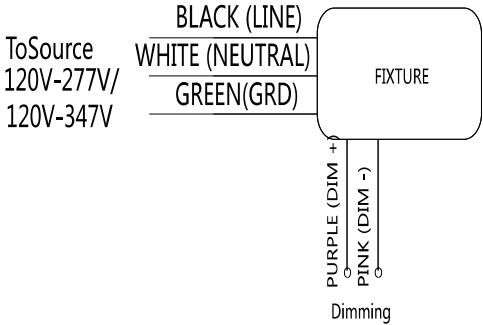 BLACK (LINE)
ToSource
WHITE (NEUTRAL)
120V-277V/
GREEN(GRD)
120V-347V
FIXTURE
PURPLE (DIM +)
PINK (DIM -)
Dimming